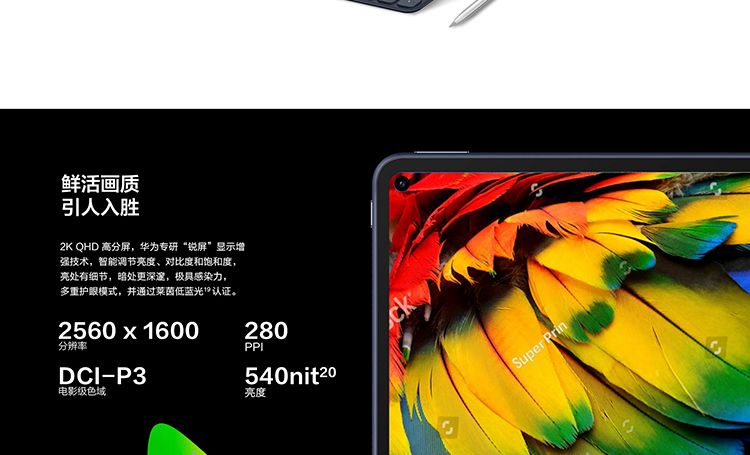 鲜活画质
引人入胜
2K QHD 高分屏，华为专研“锐屏”显示增
强技术，智能调节亮度、对比度和饱和度，
亮处有细节，暗处更深邃，极具感染力，
多重护眼模式，并通过莱茵低蓝光19认证。
2560 x 1600
分辨率
280
PPI
DCI-P3
电影级色域
540nit20
亮度
ck
Super Prin